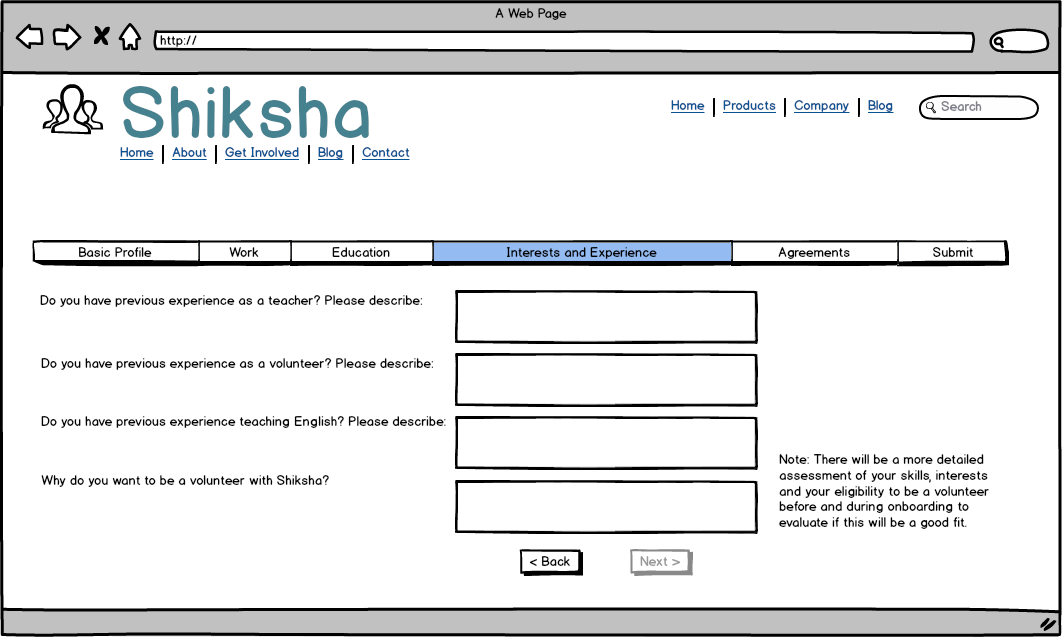 A Web Page
http://
Shiksha
Home Products Company Blog Search
Home About Get Involved Blog Contact
Basic Profile Work Education Interests and Experience Agreements Submit
Do you have previous experience as a teacher? Please describe:
Do you have previous experience as a volunteer? Please describe:
Do you have previous experience teaching English? Please describe:
Why do you want to be a volunteer with Shiksha?
Note: There will be a more detailed
assessment of your skills, interests
and your eligibility to be a volunteer
before and during onboarding to
evaluate if this will be a good fit.
< Back Next >